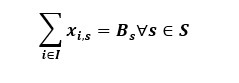 ∑_{i∈I} x_{i,s} = B_s ∀s ∈ S